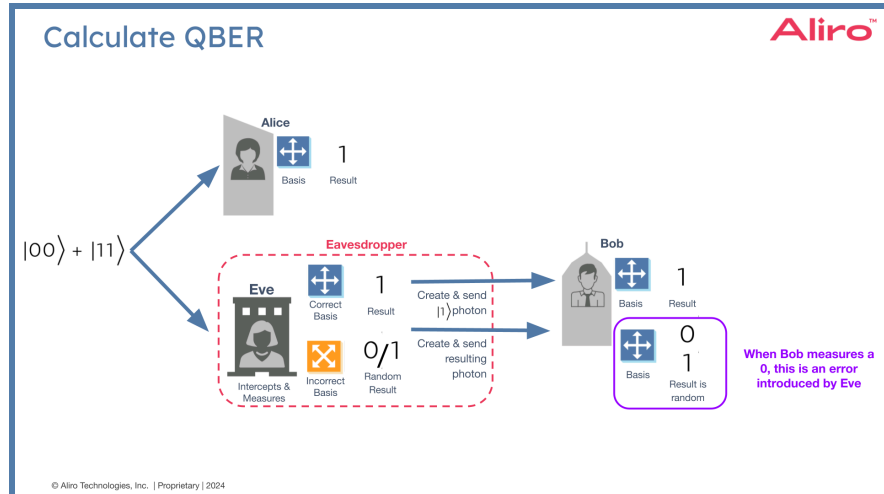 Calculate QBER
Aliro™
Alice
1
Basis
Result
|00⟩ + |11⟩
Eavesdropper
Eve
Correct
Basis
1
Result
Create & send
|1⟩photon
Incorrect
Basis
0/1
Random
Result
Create & send
resulting
photon
Intercepts &
Measures
Bob
1
Basis
Result
0
1
Basis
Result is
random
When Bob measures a
0, this is an error
introduced by Eve
© Aliro Technologies, Inc. | Proprietary | 2024